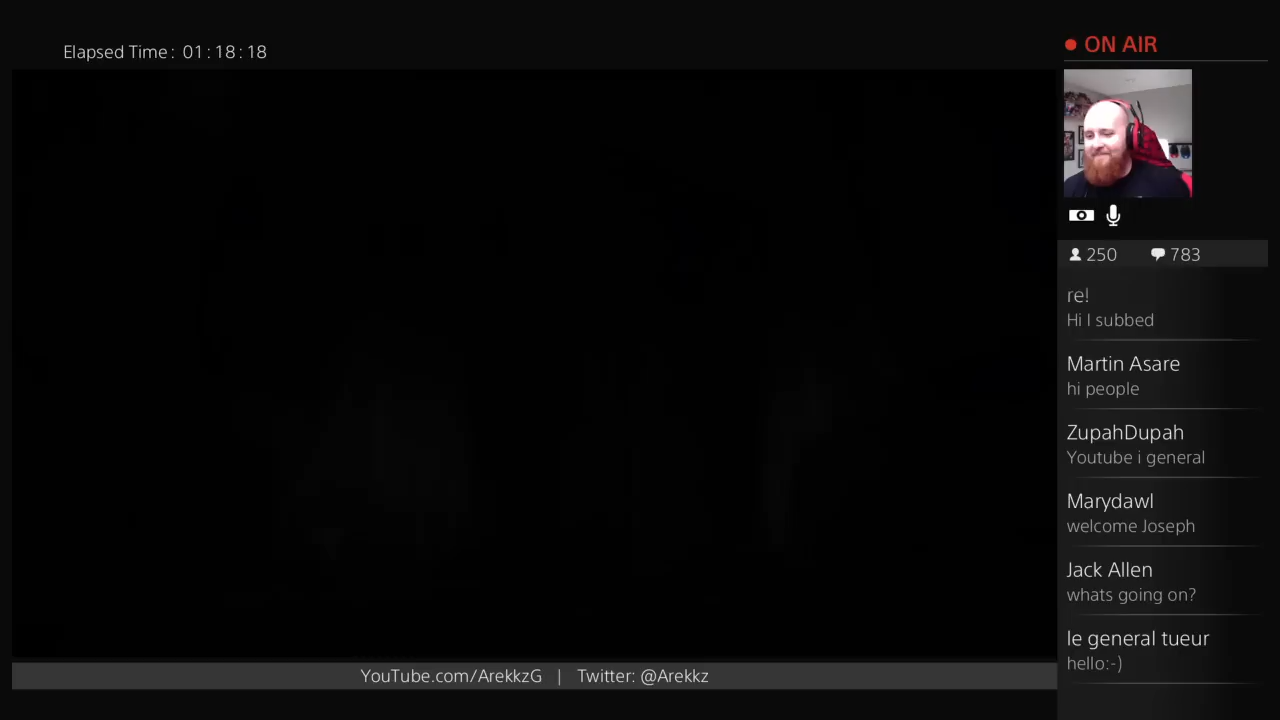 Elapsed Time: 01:18:18
ON AIR
250 783
re!
Hi I subbed
Martin Asare
hi people
ZupahDupah
Youtube i general
Marydawl
welcome Joseph
Jack Allen
whats going on?
le general tueur
hello:-)
YouTube.com/ArekkzG | Twitter: @Arekkz